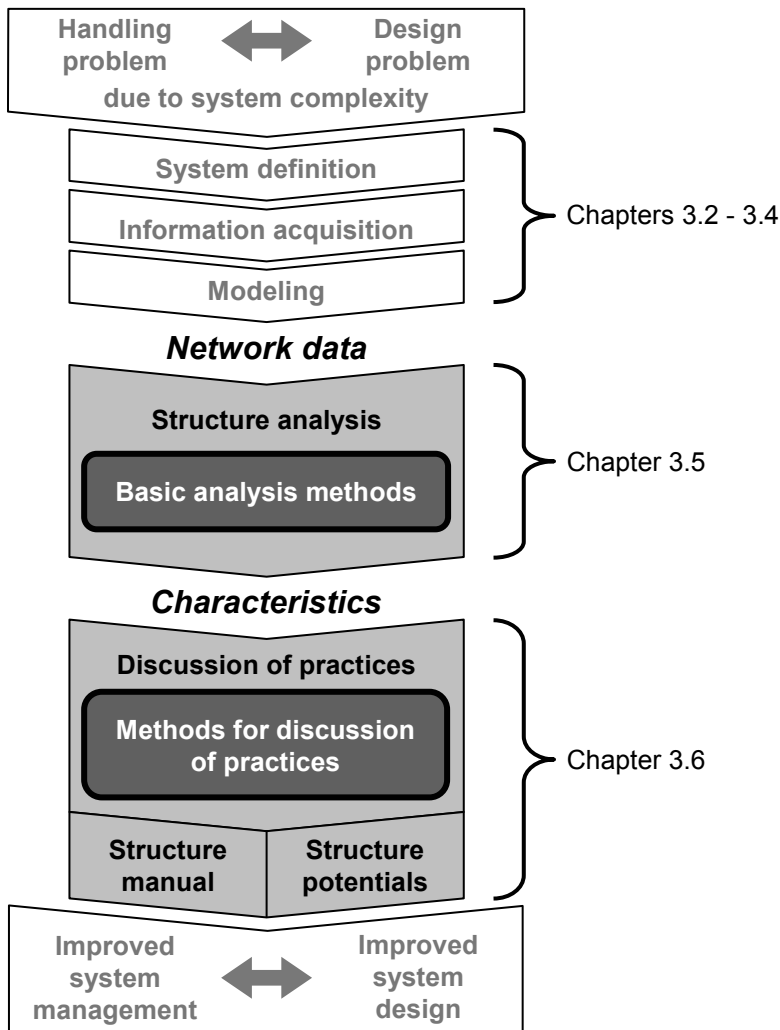 Handling Design
problem problem
due to system complexity
System definition
Information acquisition
Modeling
Chapters 3.2 - 3.4
Network data
Structure analysis
Basic analysis methods
Chapter 3.5
Characteristics
Discussion of practices
Methods for discussion
of practices
Chapter 3.6
Structure Structure
manual potentials
Improved Improved
system system
management design